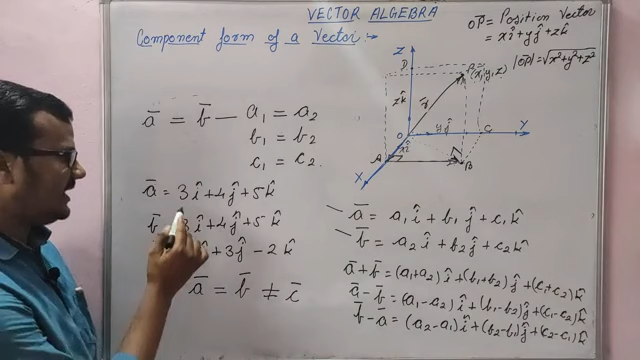 VECTOR ALGEBRA
Component form of a Vector :-
OP̄ = Position Vector
= xî+yĵ+zk̂
|OP̄| = √x²+y²+z²
Z
D
P
(x,y,z)
zk̂
r̄
O
yĵ
C
Y
xî
A
B
X
ā = b̄ — a₁ = a₂
b₁ = b₂
c₁ = c₂.
ā = 3î+4ĵ+5k̂
b̄ = 3î+4ĵ+5k̂
+3ĵ-2k̂
ā = b̄ ≠ c̄
ā = a₁î+b₁ĵ+c₁k̂
b̄ = a₂î+b₂ĵ+c₂k̂
ā+b̄ = (a₁+a₂)î+(b₁+b₂)ĵ+(c₁+c₂)k̂
ā-b̄ = (a₁-a₂)î+(b₁-b₂)ĵ+(c₁-c₂)k̂
b̄-ā = (a₂-a₁)î+(b₂-b₁)ĵ+(c₂-c₁)k̂